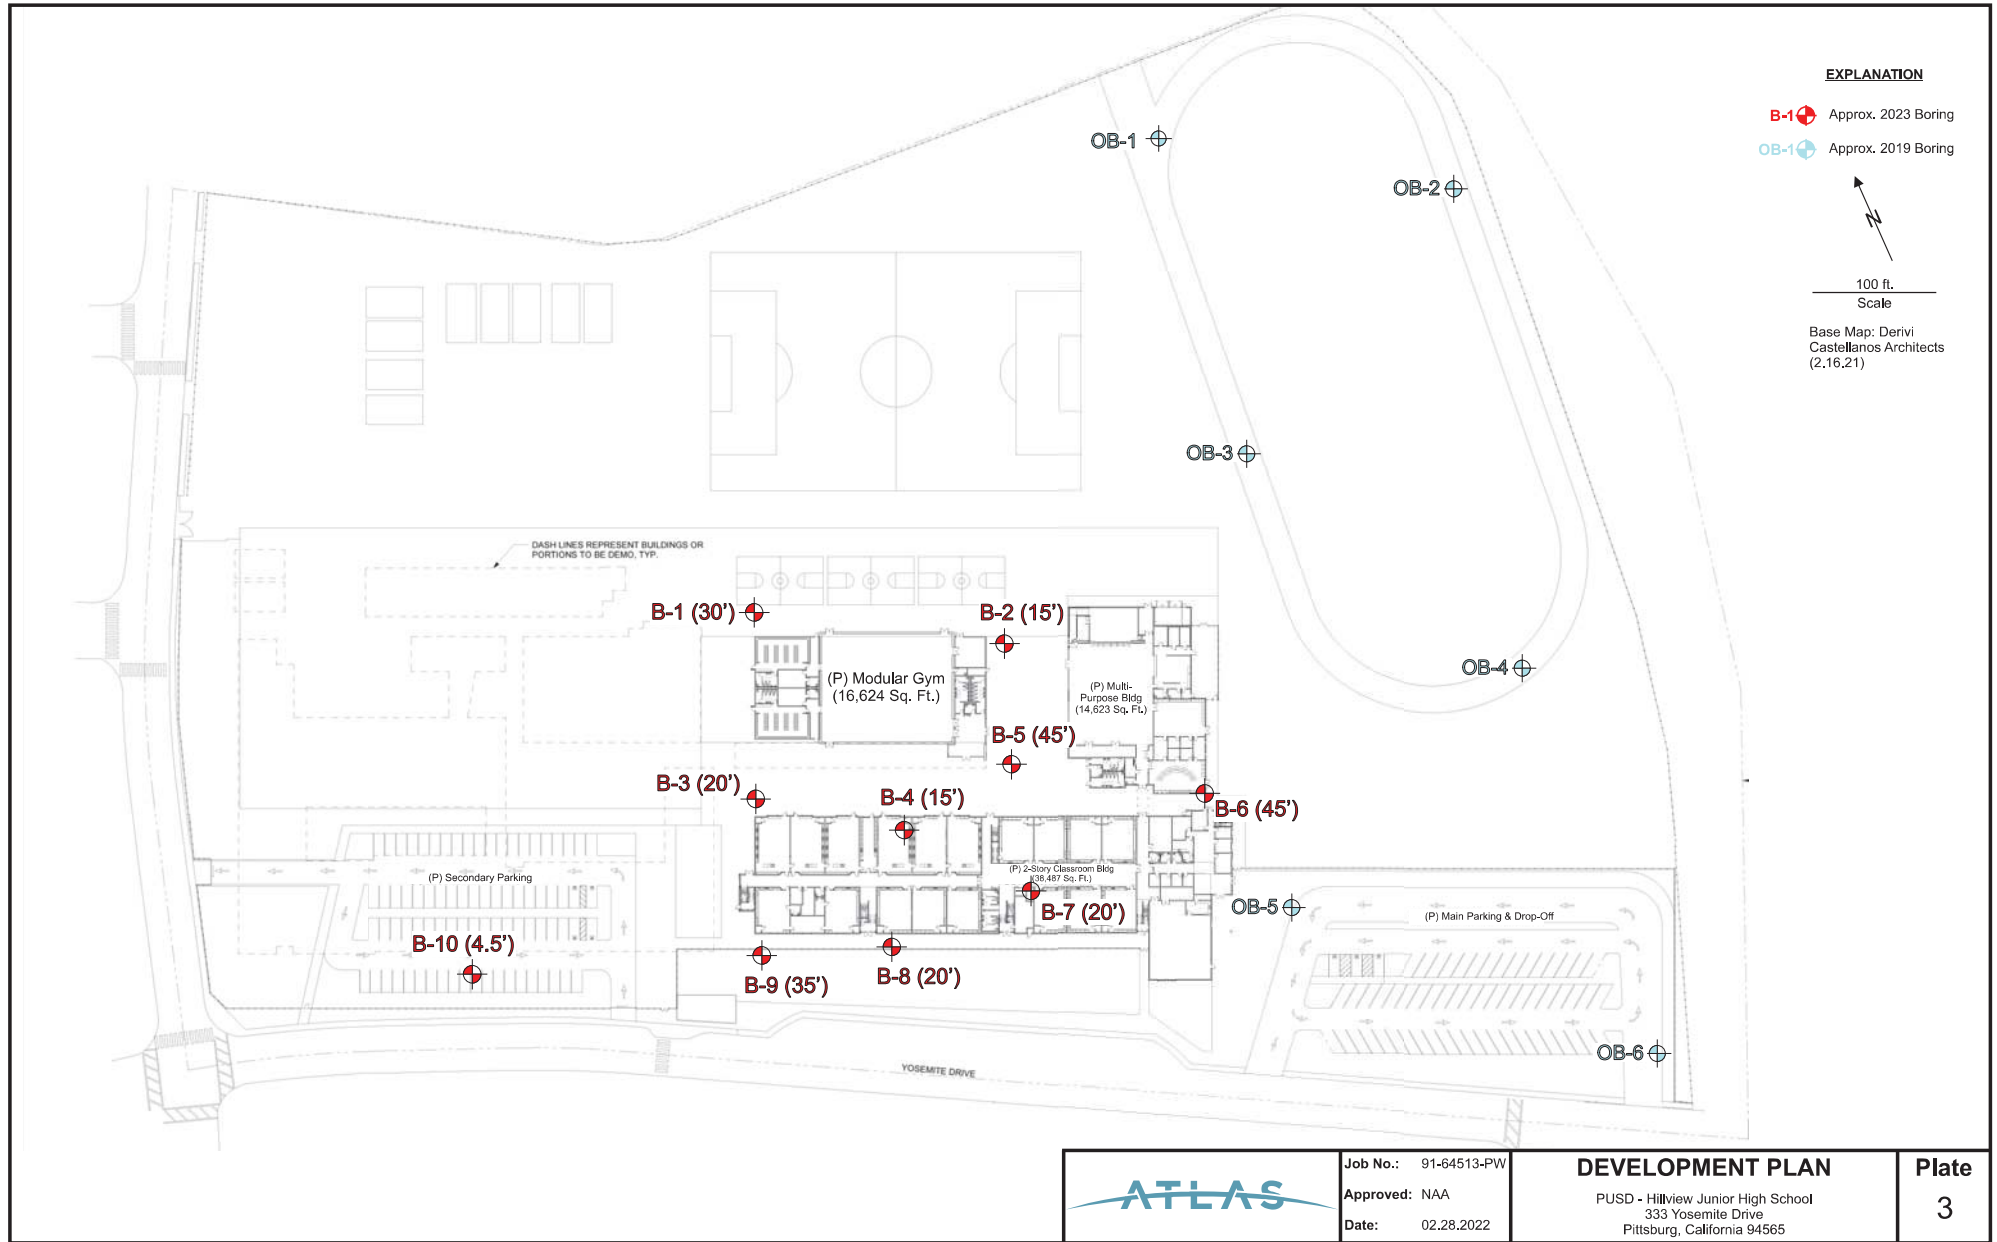 EXPLANATION
B-1 Approx. 2023 Boring
OB-1 Approx. 2019 Boring
N
100 ft.
Scale
Base Map: Derivi
Castellanos Architects
(2.16.21)
OB-1
OB-2
OB-3
OB-4
DASH LINES REPRESENT BUILDINGS OR
PORTIONS TO BE DEMO, TYP.
B-1 (30')
B-2 (15')
(P) Modular Gym
(16,624 Sq. Ft.)
(P) Multi-
Purpose Bldg
(14,623 Sq. Ft.)
B-5 (45')
B-3 (20')
B-4 (15')
B-6 (45')
(P) 2-Story Classroom Bldg
(38,487 Sq. Ft.)
(P) Secondary Parking
B-7 (20')
OB-5
(P) Main Parking & Drop-Off
B-10 (4.5')
B-9 (35')
B-8 (20')
OB-6
YOSEMITE DRIVE
ATLAS
Job No.: 91-64513-PW
Approved: NAA
Date: 02.28.2022
DEVELOPMENT PLAN
PUSD - Hillview Junior High School
333 Yosemite Drive
Pittsburg, California 94565
Plate
3